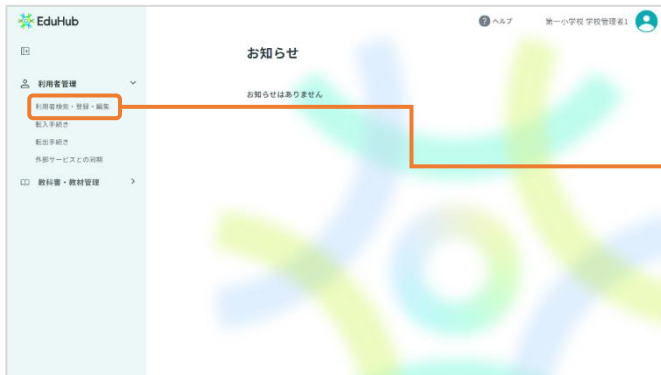 EduHub
ヘルプ
第一小学校 学校管理者1
お知らせ
お知らせはありません
利用者管理
利用者検索・登録・編集
転入手続き
転出手続き
外部サービスとの同期
教科書・教材管理